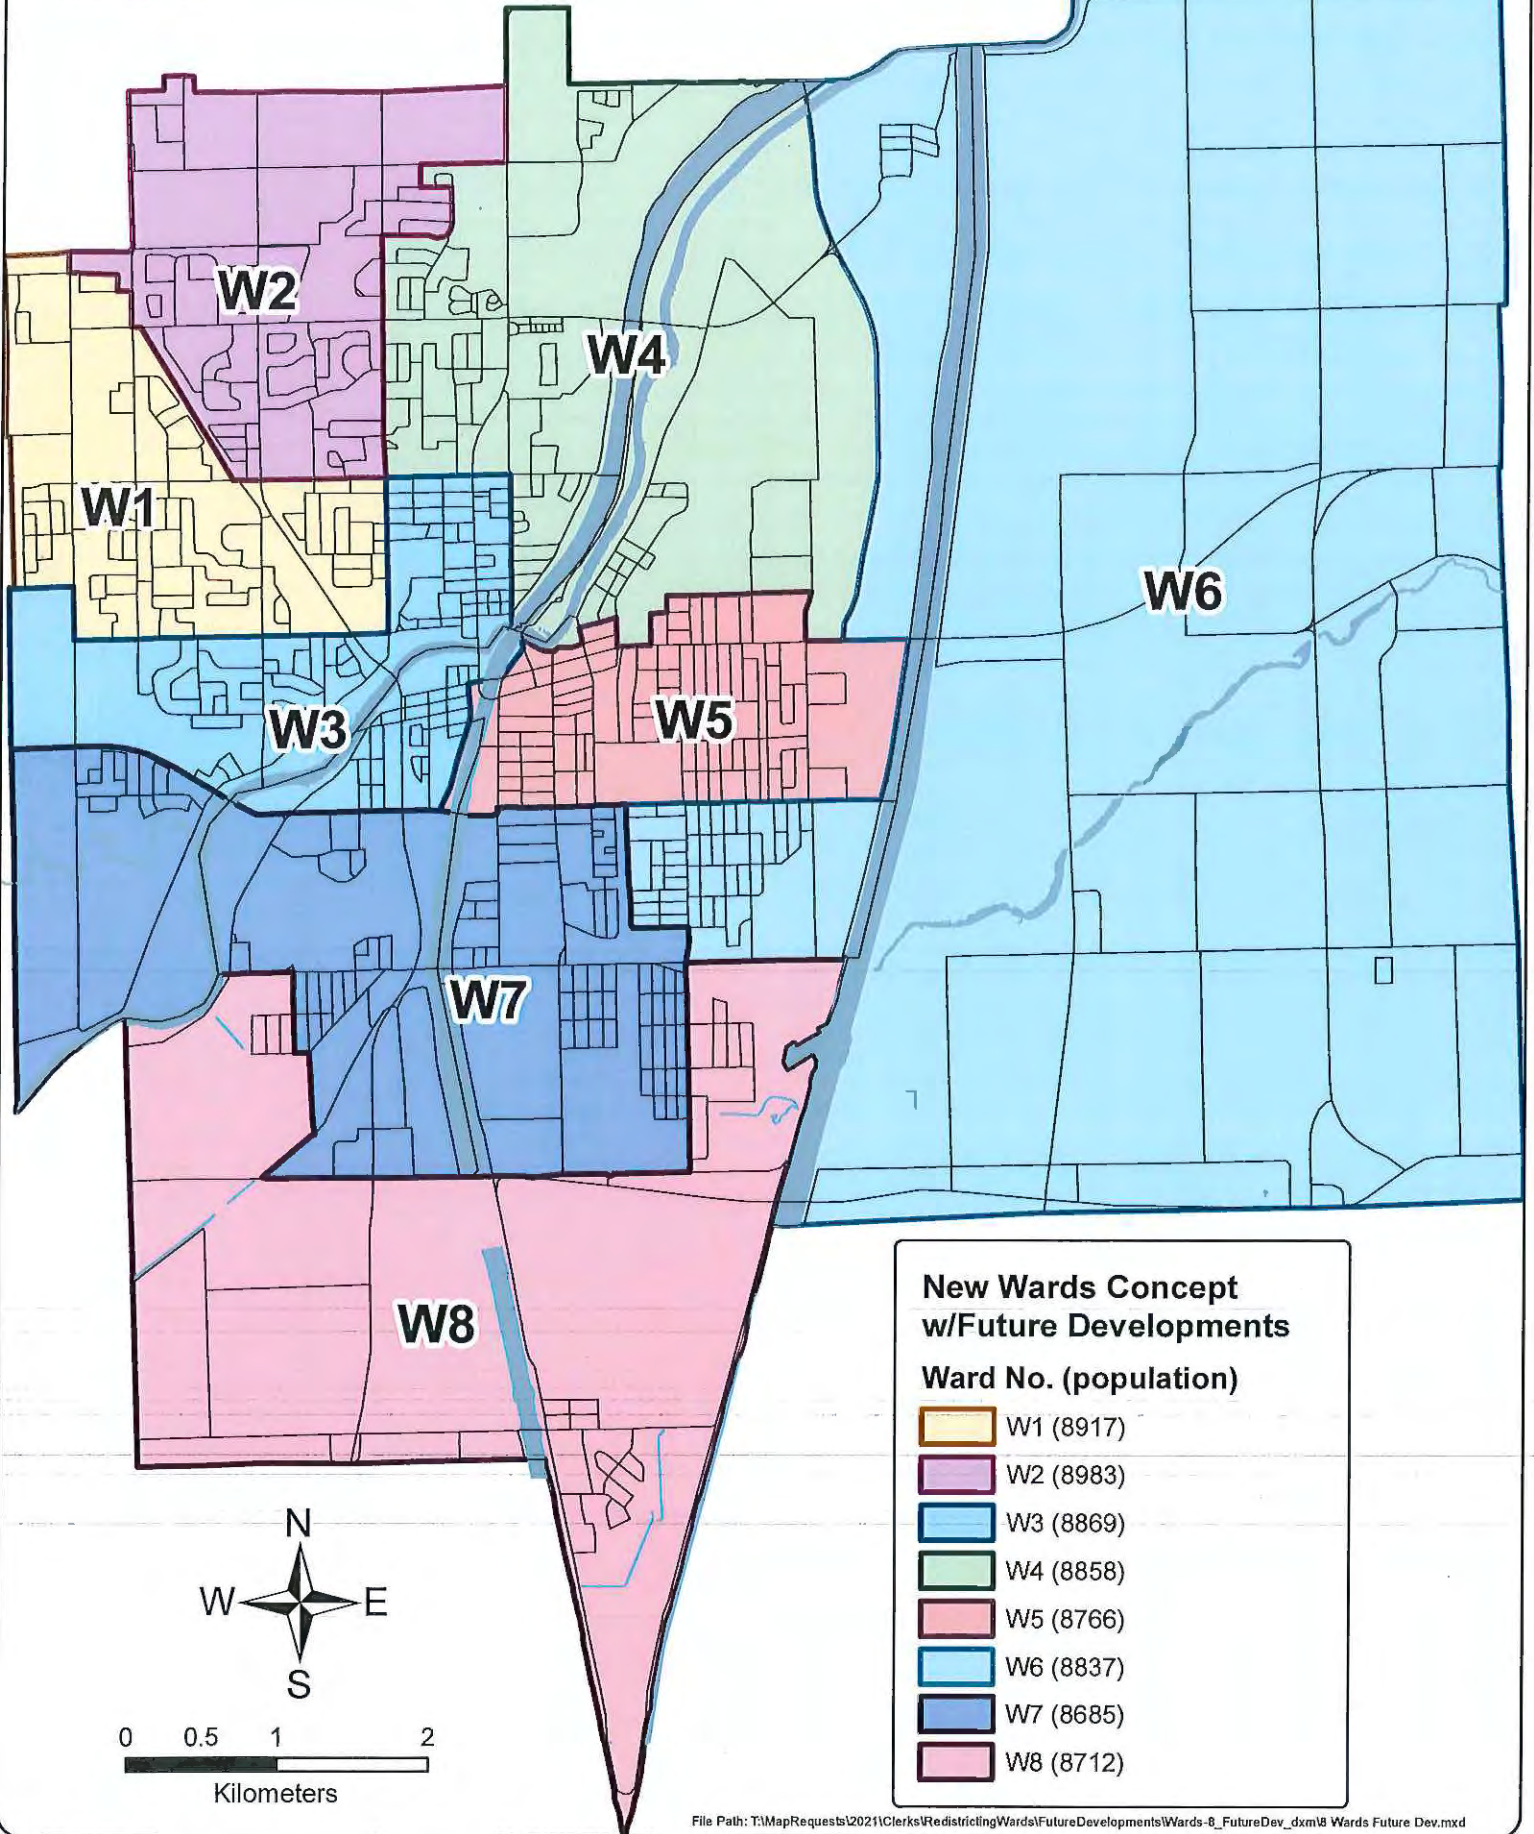 W2
W4
W1
W6
W3
W5
W7
W8
New Wards Concept
w/Future Developments
Ward No. (population)
W1 (8917)
W2 (8983)
W3 (8869)
W4 (8858)
W5 (8766)
W6 (8837)
W7 (8685)
W8 (8712)
N
W E
S
0 0.5 1 2
Kilometers
File Path: T:\MapRequests\2021\Clerks\RedistrictingWards\FutureDevelopments\Wards-8_FutureDev_dxm\8 Wards Future Dev.mxd